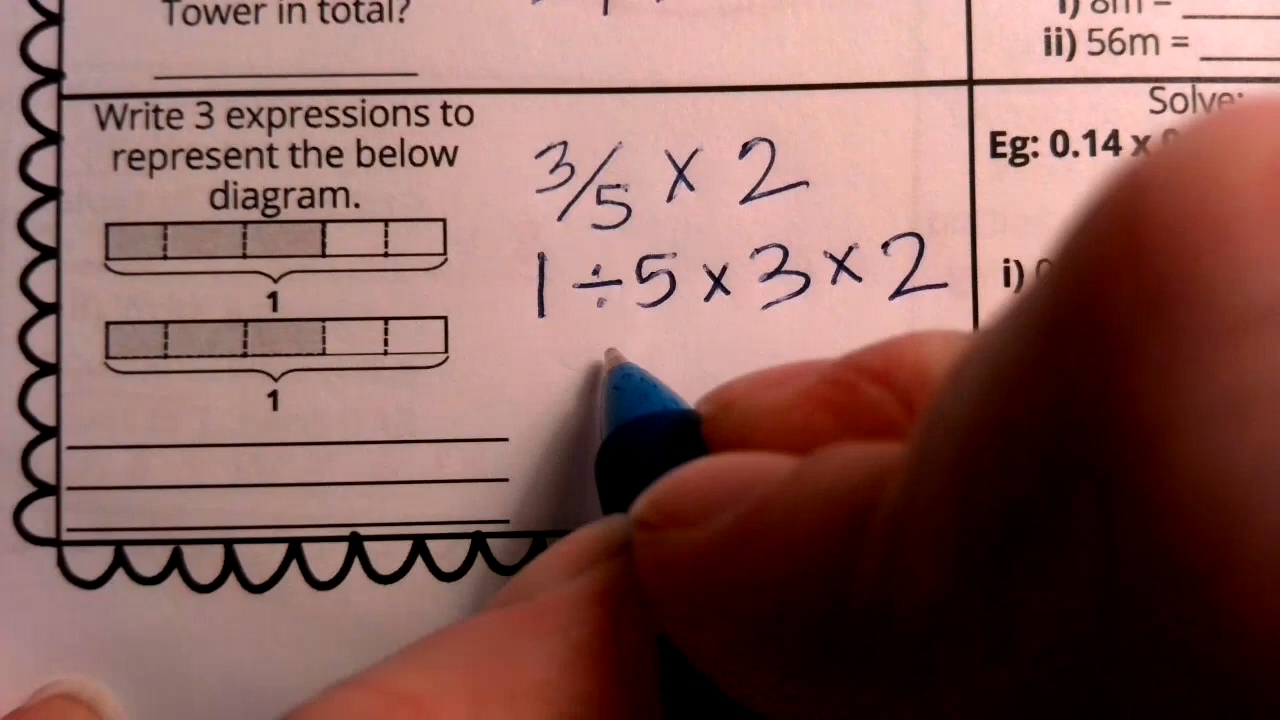 Tower in total?
ii) 56m =
Write 3 expressions to
represent the below
diagram.
1
1
3/5 x 2
1 ÷ 5 x 3 x 2
Solve:
Eg: 0.14 x
i)